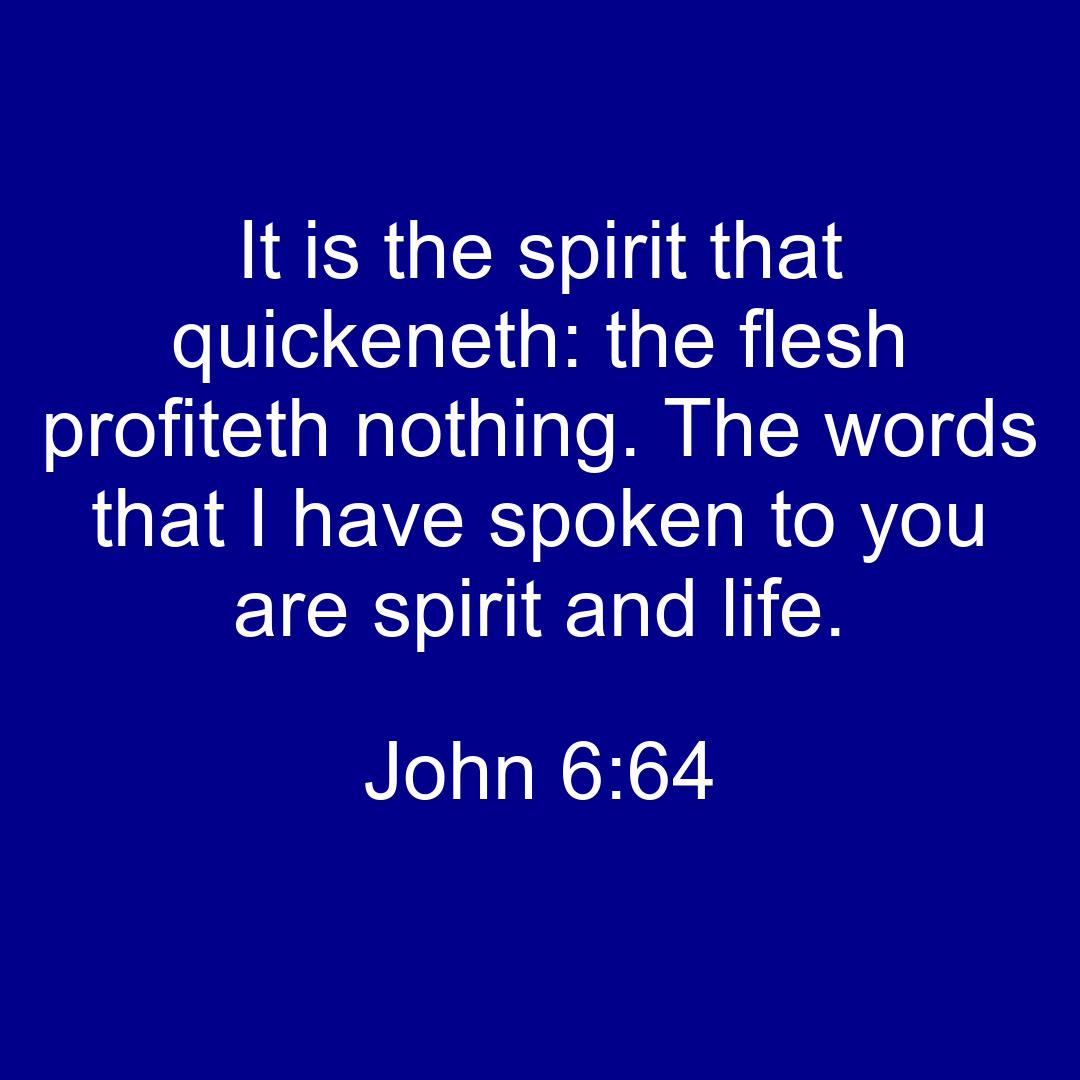 It is the spirit that
quickeneth: the flesh
profiteth nothing. The words
that I have spoken to you
are spirit and life.
John 6:64